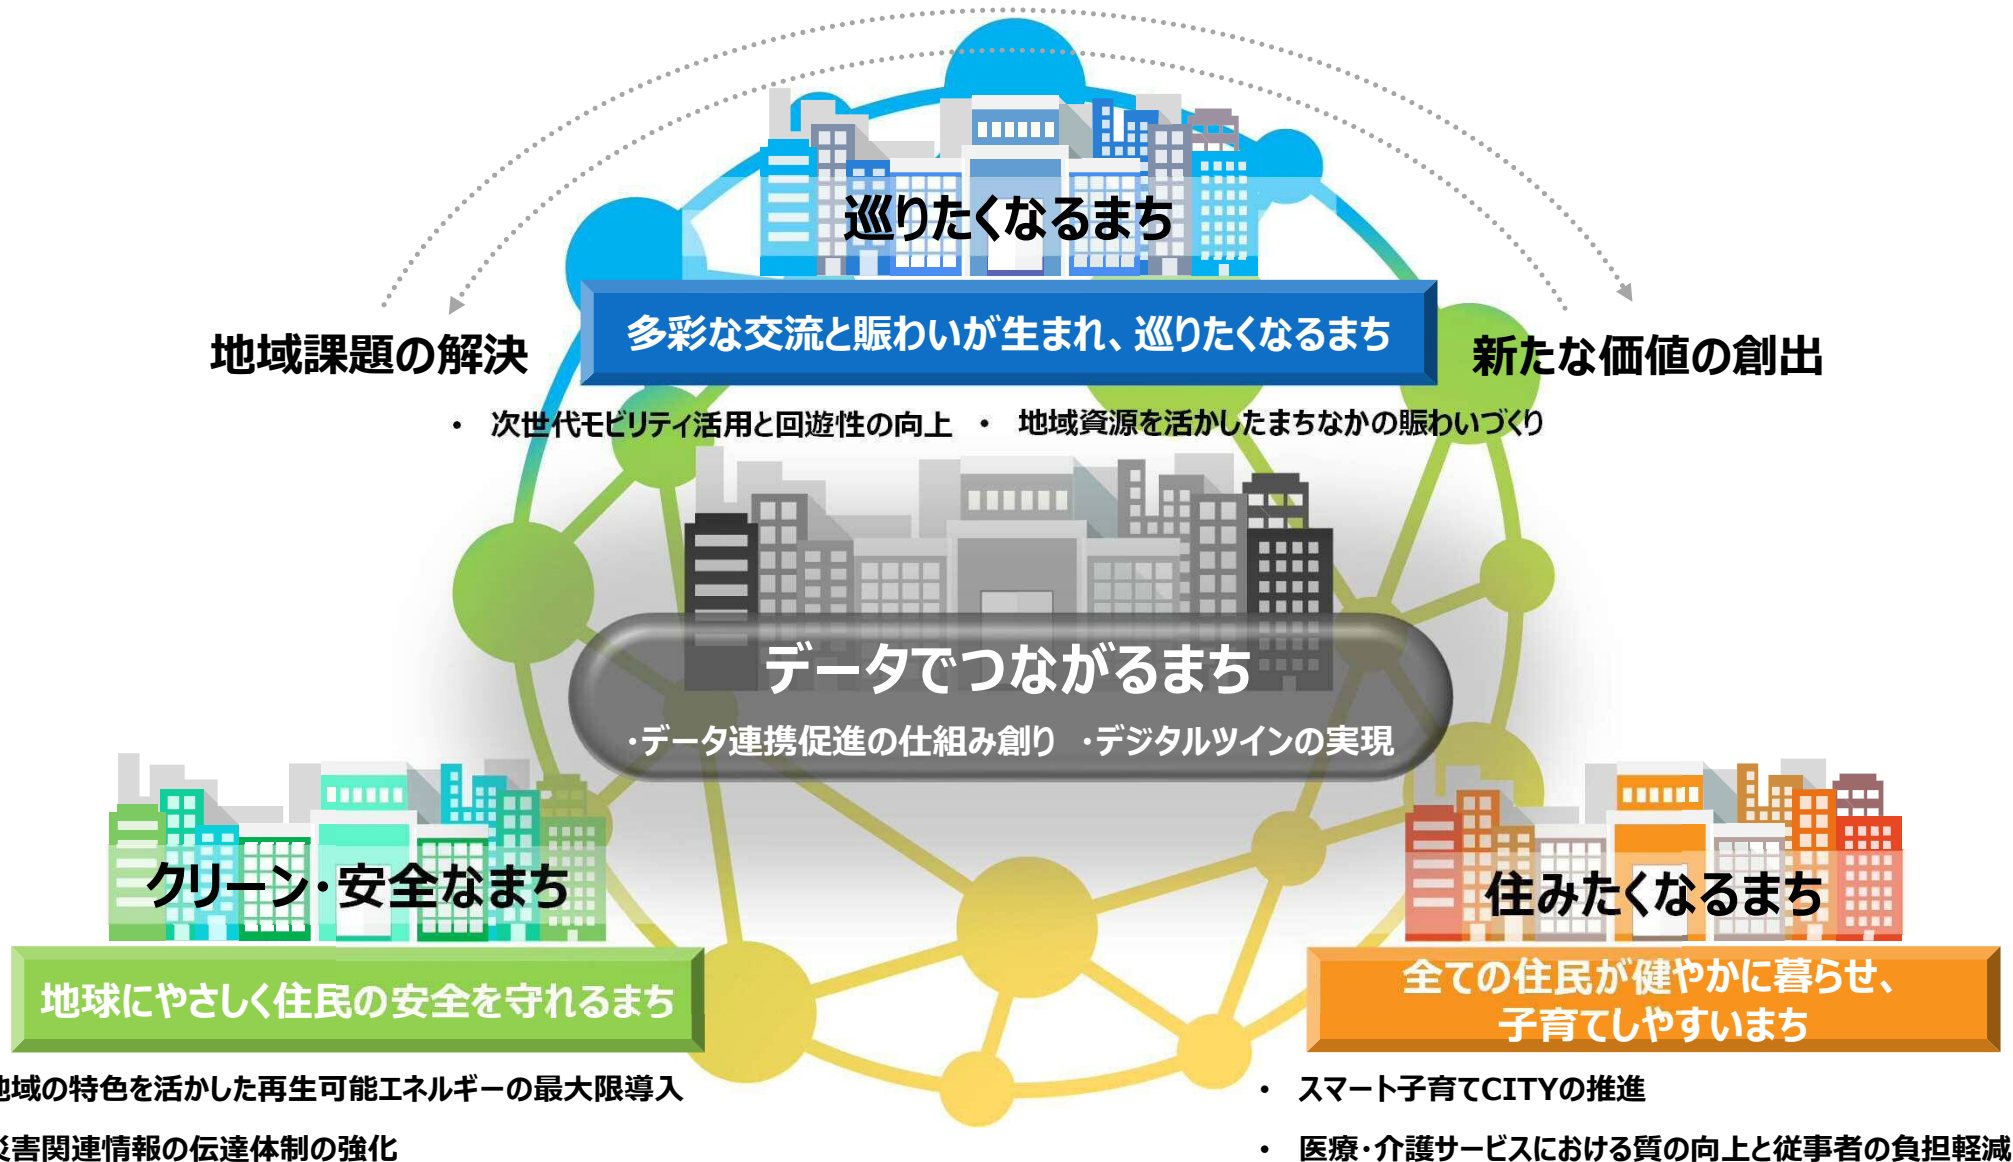 巡りたくなるまち
多彩な交流と賑わいが生まれ、巡りたくなるまち
地域課題の解決
新たな価値の創出
・ 次世代モビリティ活用と回遊性の向上 ・ 地域資源を活かしたまちなかの賑わいづくり
データでつながるまち
・データ連携促進の仕組み創り ・デジタルツインの実現
クリーン・安全なまち
地球にやさしく住民の安全を守れるまち
地域の特色を活かした再生可能エネルギーの最大限導入
災害関連情報の伝達体制の強化
住みたくなるまち
全ての住民が健やかに暮らせ、
子育てしやすいまち
・ スマート子育てCITYの推進
・ 医療・介護サービスにおける質の向上と従事者の負担軽減